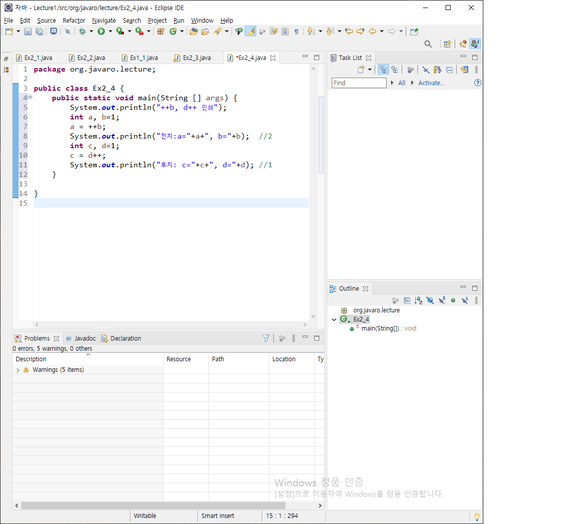 자바 - Lecture1/src/org/javaro/lecture/Ex2_4.java - Eclipse IDE
File Edit Source Refactor Navigate Search Project Run Window Help
Ex2_1.java Ex2_2.java Ex1_1.java Ex2_3.java *Ex2_4.java
1 package org.javaro.lecture;
2
3 public class Ex2_4 {
4 public static void main(String [] args) {
5 System.out.println("++b, d++ 인쇄");
6 int a, b=1;
7 a = ++b;
8 System.out.println("전치:a="+a+", b="+b); //2
9 int c, d=1;
10 c = d++;
11 System.out.println("후치: c="+c+", d="+d); //1
12 }
13
14 }
15
Task List
Find All Activate...
Outline
org.javaro.lecture
Ex2_4
main(String[]) : void
Problems Javadoc Declaration
0 errors, 5 warnings, 0 others
Description Resource Path Location Ty
Warnings (5 items)
Windows 정품 인증
[설정]으로 이동하여 Windows를 정품 인증합니다.
Writable Smart Insert 15 : 1 : 294